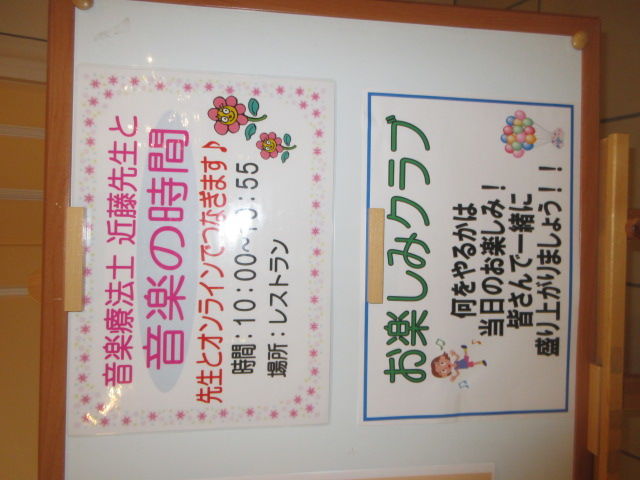 音楽療法士 近藤先生と
音楽の時間
先生とオンラインでつなぎます♪
時間：10：00～10：55
場所：レストラン
お楽しみクラブ
何をやるかは
当日のお楽しみ！
皆さんで一緒に
盛り上がりましょう！！